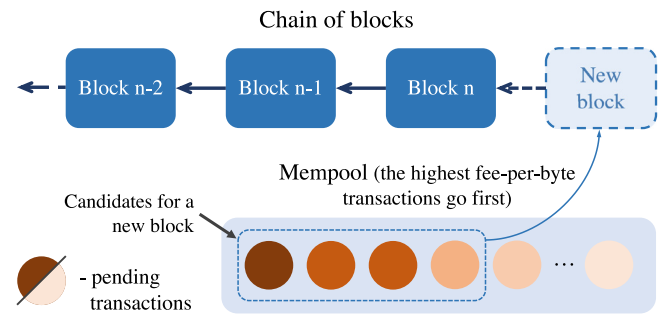 Chain of blocks
Block n-2
Block n-1
Block n
New
block
Mempool (the highest fee-per-byte
transactions go first)
Candidates for a
new block
...
- pending
transactions